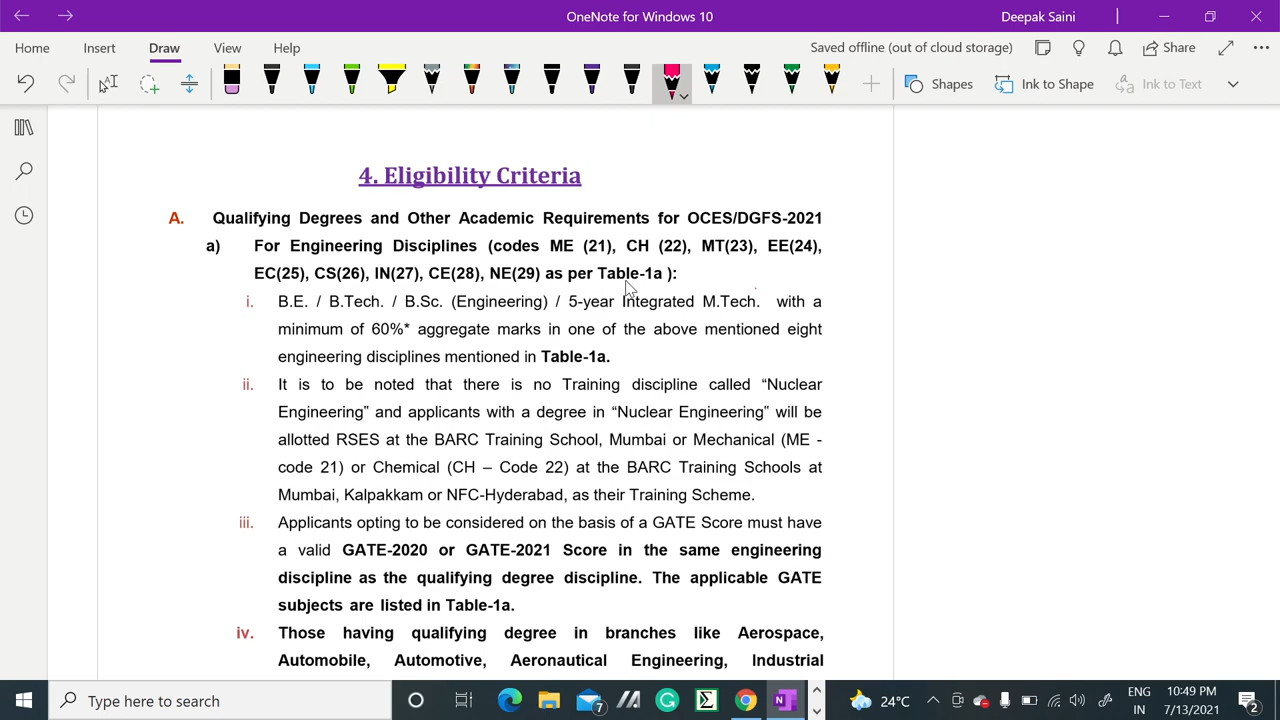 OneNote for Windows 10
Deepak Saini
Home Insert Draw View Help
Saved offline (out of cloud storage)
Share
Shapes
Ink to Shape
Ink to Text
4. Eligibility Criteria
A. Qualifying Degrees and Other Academic Requirements for OCES/DGFS-2021
a) For Engineering Disciplines (codes ME (21), CH (22), MT(23), EE(24),
EC(25), CS(26), IN(27), CE(28), NE(29) as per Table-1a ):
i. B.E. / B.Tech. / B.Sc. (Engineering) / 5-year Integrated M.Tech. with a
minimum of 60%* aggregate marks in one of the above mentioned eight
engineering disciplines mentioned in Table-1a.
ii. It is to be noted that there is no Training discipline called “Nuclear
Engineering” and applicants with a degree in “Nuclear Engineering” will be
allotted RSES at the BARC Training School, Mumbai or Mechanical (ME -
code 21) or Chemical (CH – Code 22) at the BARC Training Schools at
Mumbai, Kalpakkam or NFC-Hyderabad, as their Training Scheme.
iii. Applicants opting to be considered on the basis of a GATE Score must have
a valid GATE-2020 or GATE-2021 Score in the same engineering
discipline as the qualifying degree discipline. The applicable GATE
subjects are listed in Table-1a.
iv. Those having qualifying degree in branches like Aerospace,
Automobile, Automotive, Aeronautical Engineering, Industrial
Type here to search
7
24°C
ENG
IN
10:49 PM
7/13/2021
2